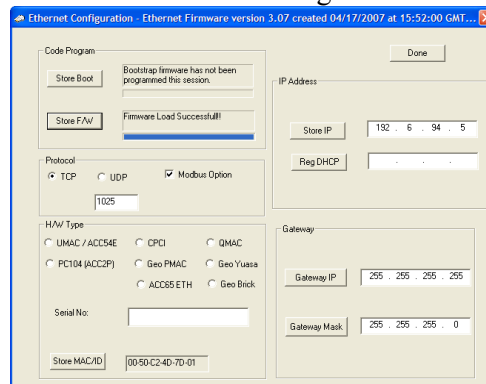 Ethernet Configuration - Ethernet Firmware version 3.07 created 04/17/2007 at 15:52:00 GMT...
Code Program
Store Boot
Bootstrap firmware has not been
programmed this session.
Store F/W
Firmware Load Successful!!!
Done
IP Address
Store IP
192 . 6 . 94 . 5
Reg DHCP
. . .
Protocol
TCP
UDP
Modbus Option
1025
H/W Type
UMAC / ACC54E
CPCI
QMAC
PC104 (ACC2P)
Geo PMAC
Geo Yuasa
ACC65 ETH
Geo Brick
Serial No:
Store MAC/ID
00-50-C2-4D-7D-01
Gateway
Gateway IP
255 . 255 . 255 . 255
Gateway Mask
255 . 255 . 255 . 0